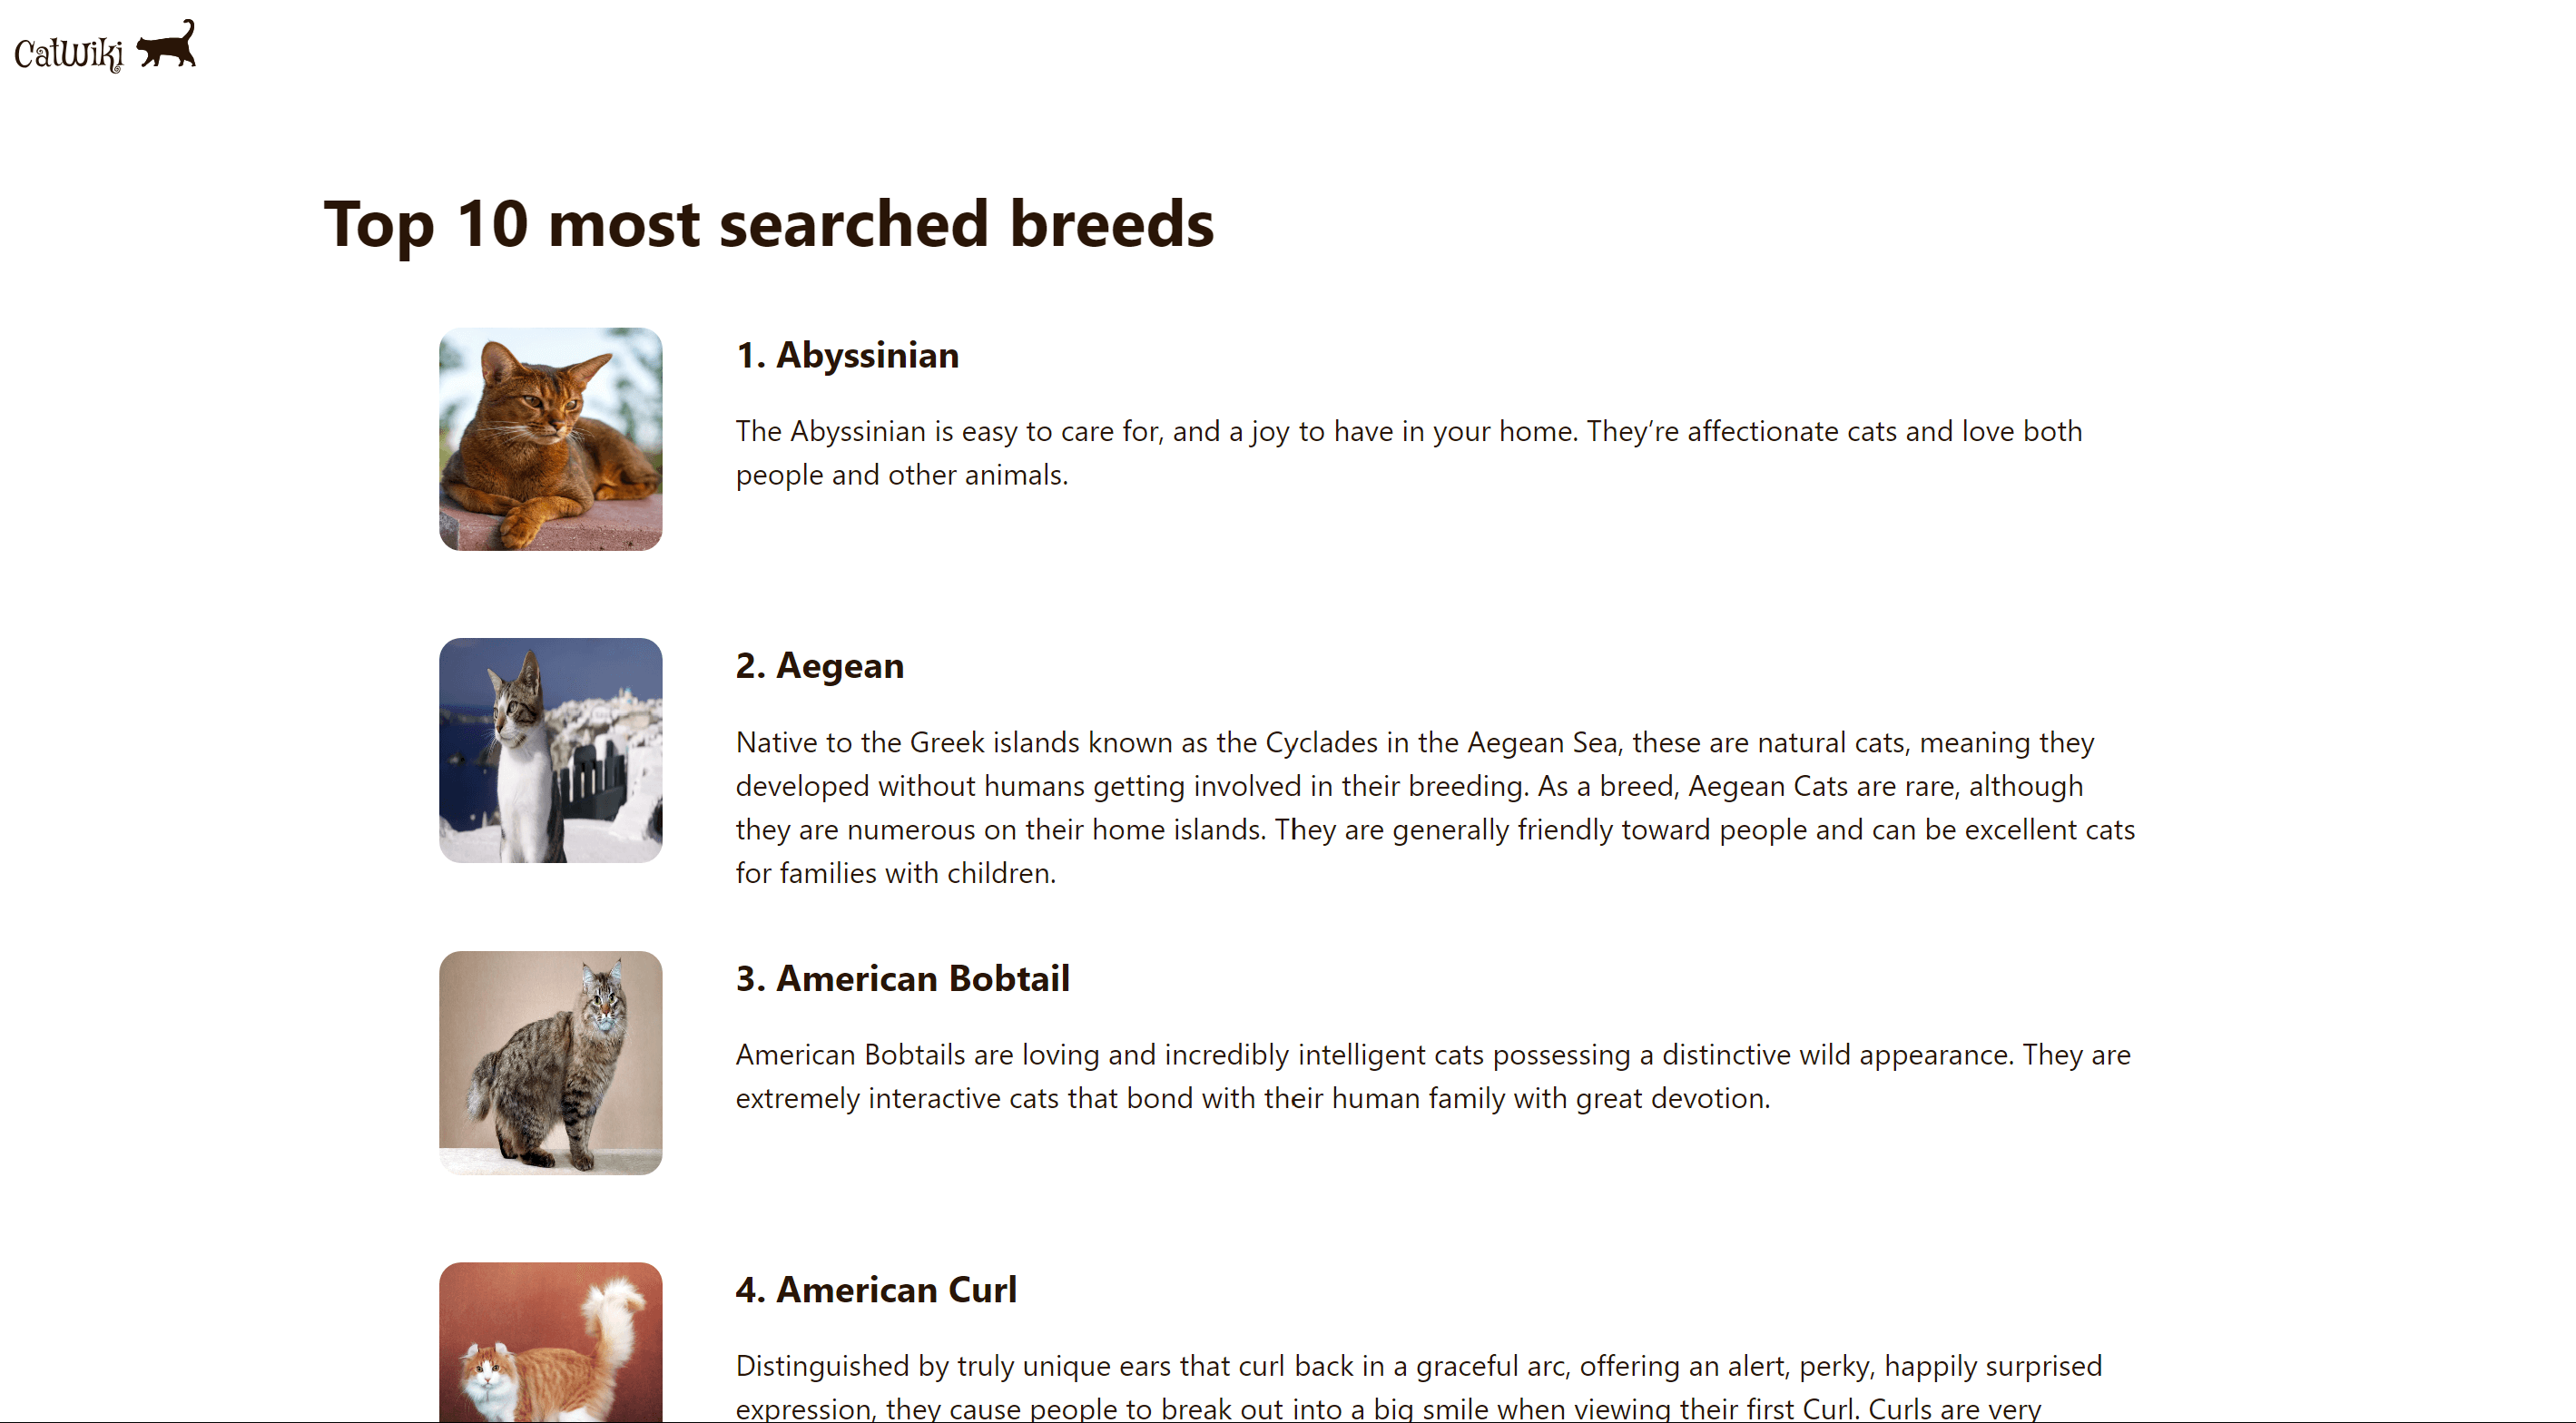 CatWiki
Top 10 most searched breeds
1. Abyssinian
The Abyssinian is easy to care for, and a joy to have in your home. They’re affectionate cats and love both
people and other animals.
2. Aegean
Native to the Greek islands known as the Cyclades in the Aegean Sea, these are natural cats, meaning they
developed without humans getting involved in their breeding. As a breed, Aegean Cats are rare, although
they are numerous on their home islands. They are generally friendly toward people and can be excellent cats
for families with children.
3. American Bobtail
American Bobtails are loving and incredibly intelligent cats possessing a distinctive wild appearance. They are
extremely interactive cats that bond with their human family with great devotion.
4. American Curl
Distinguished by truly unique ears that curl back in a graceful arc, offering an alert, perky, happily surprised
expression, they cause people to break out into a big smile when viewing their first Curl. Curls are very